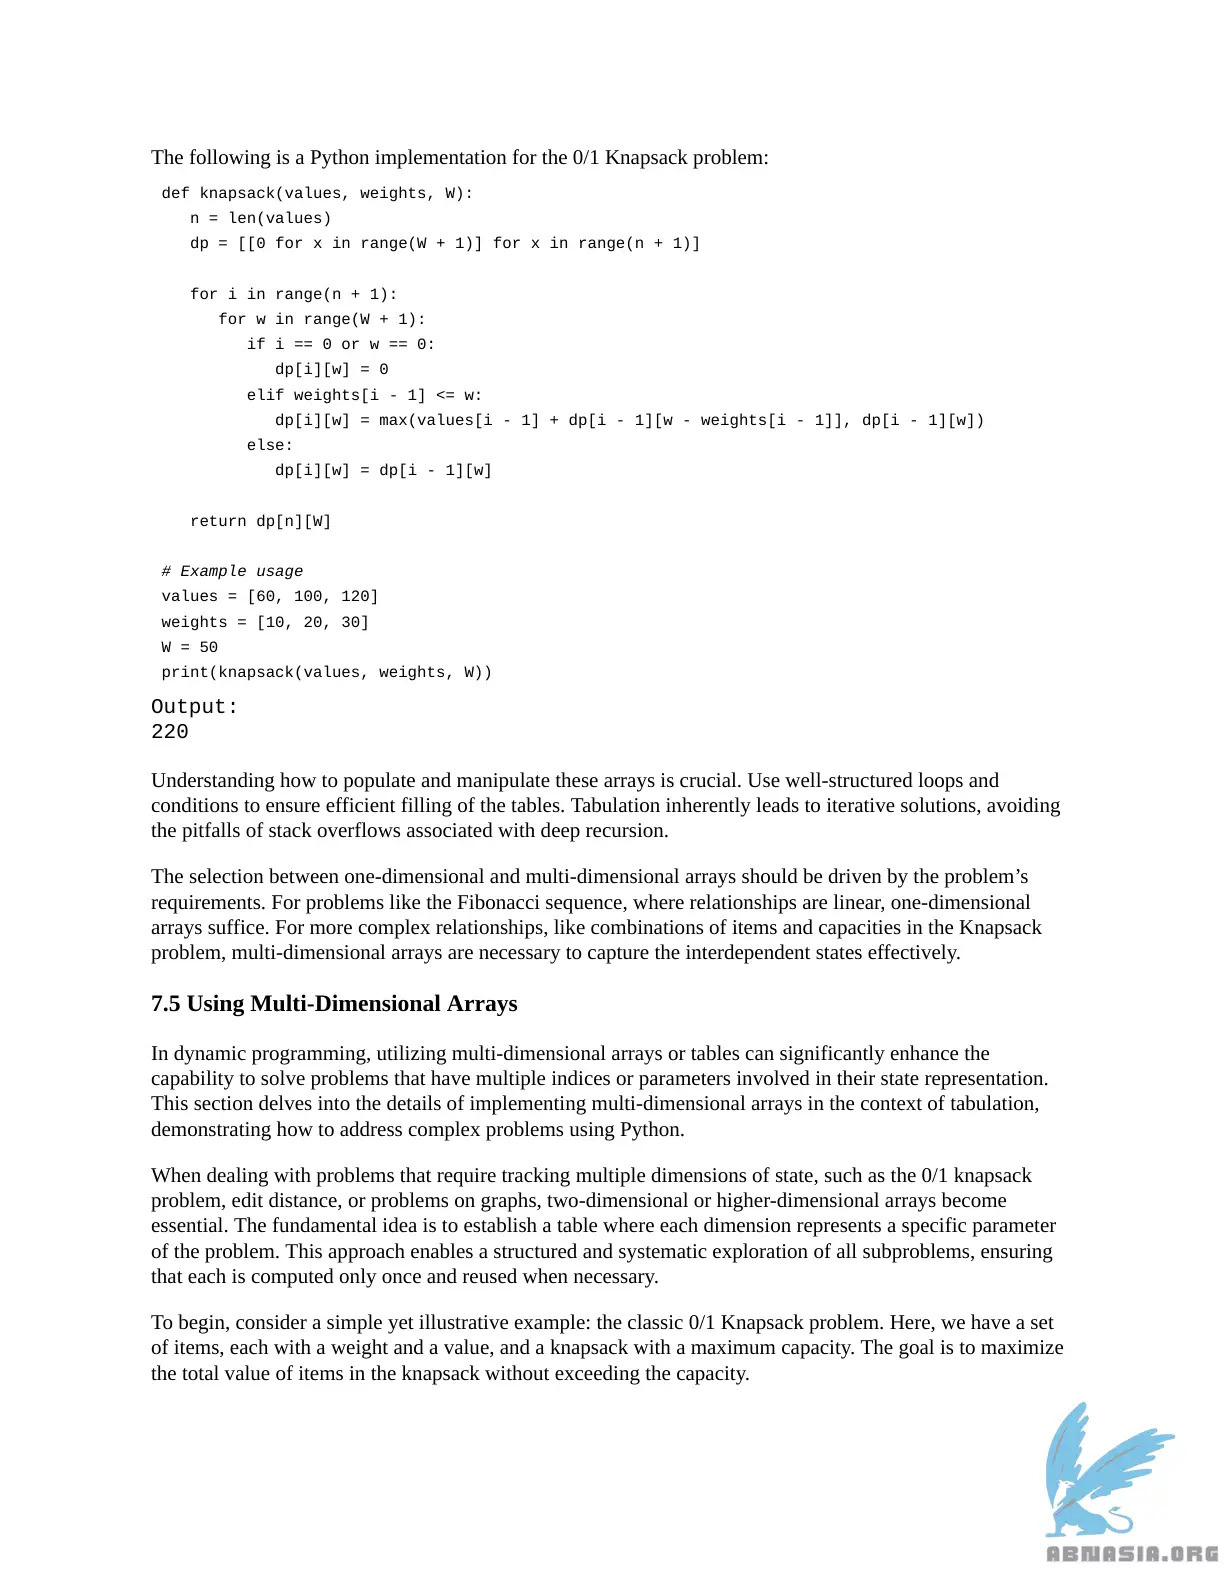 The following is a Python implementation for the 0/1 Knapsack problem:
def knapsack(values, weights, W):
   n = len(values)
   dp = [[0 for x in range(W + 1)] for x in range(n + 1)]

   for i in range(n + 1):
      for w in range(W + 1):
         if i == 0 or w == 0:
            dp[i][w] = 0
         elif weights[i - 1] <= w:
            dp[i][w] = max(values[i - 1] + dp[i - 1][w - weights[i - 1]], dp[i - 1][w])
         else:
            dp[i][w] = dp[i - 1][w]

   return dp[n][W]

# Example usage
values = [60, 100, 120]
weights = [10, 20, 30]
W = 50
print(knapsack(values, weights, W))
Output:
220
Understanding how to populate and manipulate these arrays is crucial. Use well-structured loops and
conditions to ensure efficient filling of the tables. Tabulation inherently leads to iterative solutions, avoiding
the pitfalls of stack overflows associated with deep recursion.
The selection between one-dimensional and multi-dimensional arrays should be driven by the problem’s
requirements. For problems like the Fibonacci sequence, where relationships are linear, one-dimensional
arrays suffice. For more complex relationships, like combinations of items and capacities in the Knapsack
problem, multi-dimensional arrays are necessary to capture the interdependent states effectively.
7.5 Using Multi-Dimensional Arrays
In dynamic programming, utilizing multi-dimensional arrays or tables can significantly enhance the
capability to solve problems that have multiple indices or parameters involved in their state representation.
This section delves into the details of implementing multi-dimensional arrays in the context of tabulation,
demonstrating how to address complex problems using Python.
When dealing with problems that require tracking multiple dimensions of state, such as the 0/1 knapsack
problem, edit distance, or problems on graphs, two-dimensional or higher-dimensional arrays become
essential. The fundamental idea is to establish a table where each dimension represents a specific parameter
of the problem. This approach enables a structured and systematic exploration of all subproblems, ensuring
that each is computed only once and reused when necessary.
To begin, consider a simple yet illustrative example: the classic 0/1 Knapsack problem. Here, we have a set
of items, each with a weight and a value, and a knapsack with a maximum capacity. The goal is to maximize
the total value of items in the knapsack without exceeding the capacity.
ABNASIA.ORG